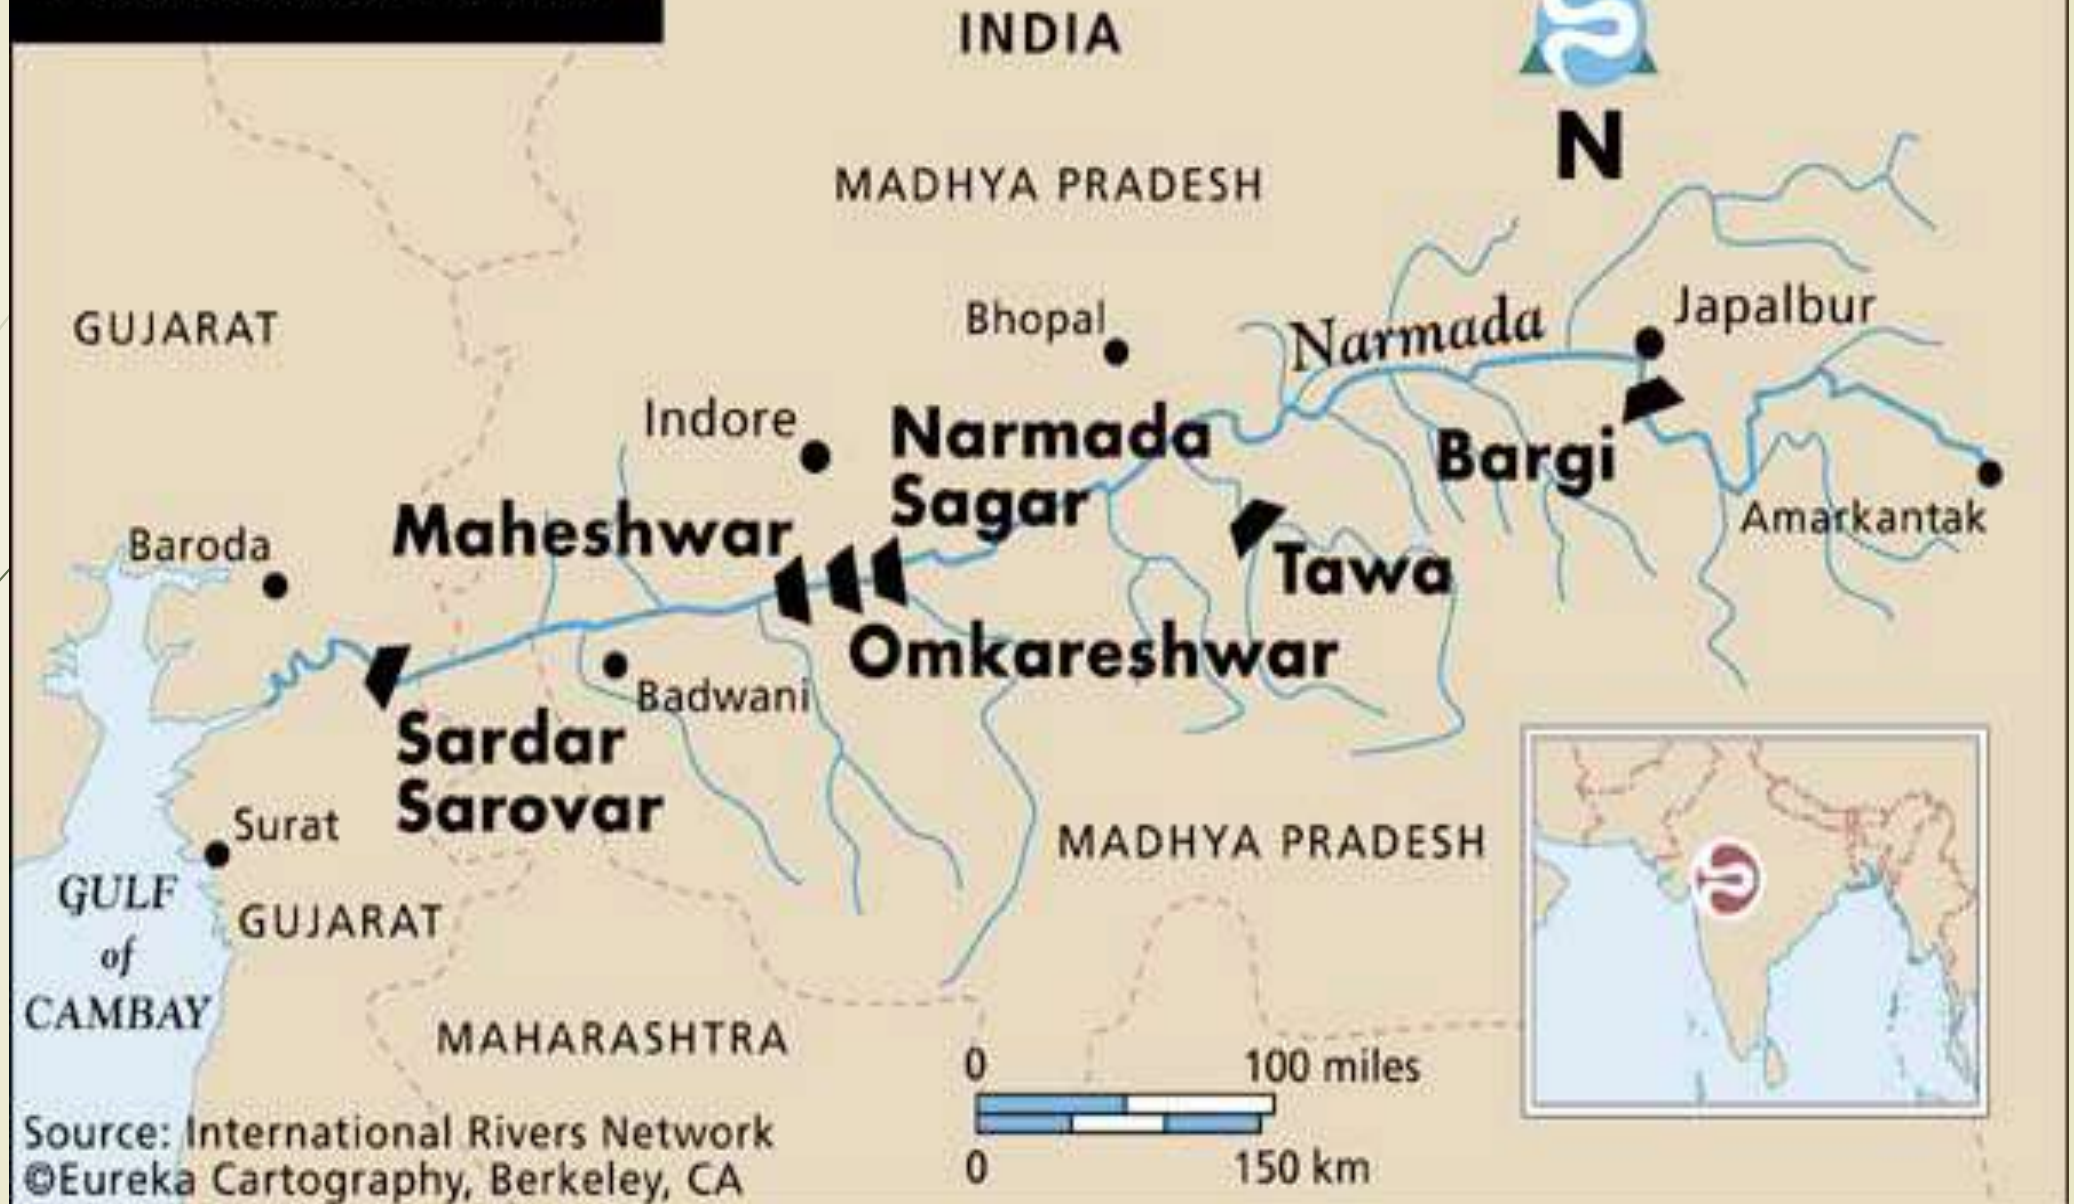 INDIA
N
MADHYA PRADESH
GUJARAT
Bhopal
Narmada
Japalbur
Indore
Narmada
Sagar
Bargi
Maheshwar
Amarkantak
Baroda
Tawa
Omkareshwar
Badwani
Sardar
Sarovar
Surat
MADHYA PRADESH
GULF
of
CAMBAY
GUJARAT
MAHARASHTRA
0 100 miles
0 150 km
Source: International Rivers Network
©Eureka Cartography, Berkeley, CA